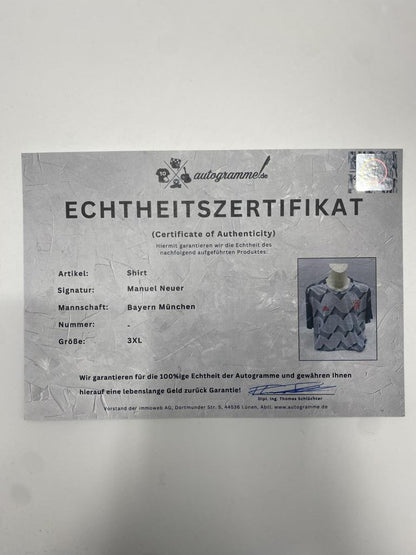 10
autogramme.de
ECHTHEITSZERTIFIKAT
(Certificate of Authenticity)
Hiermit garantieren wir die Echtheit des
nachfolgend aufgeführten Produktes:
Artikel: Shirt
Signatur: Manuel Neuer
Mannschaft: Bayern München
Nummer: -
Größe: 3XL
Wir garantieren für die 100%ige Echtheit der Autogramme und gewähren Ihnen
hierauf eine lebenslange Geld zurück Garantie!
Dipl. Ing. Thomas Schlüchter
Vorstand der immoweb AG, Dortmunder Str. 5, 44536 Lünen, Abil: www.autogramme.de